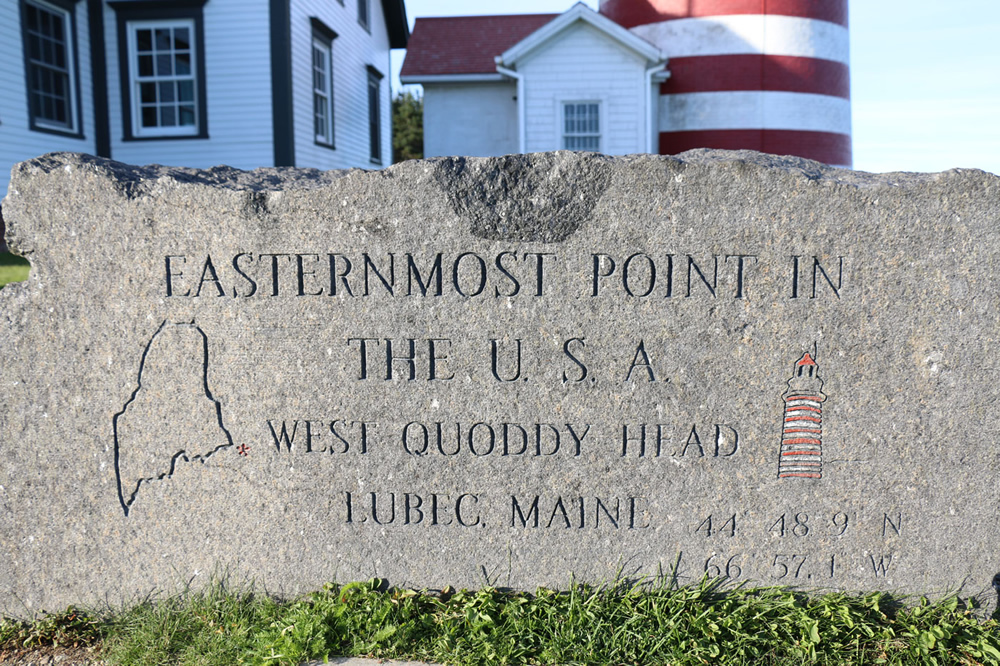 EASTERNMOST POINT IN
THE U. S. A.
WEST QUODDY HEAD
LUBEC, MAINE
44 48.9 N
66 57.1 W